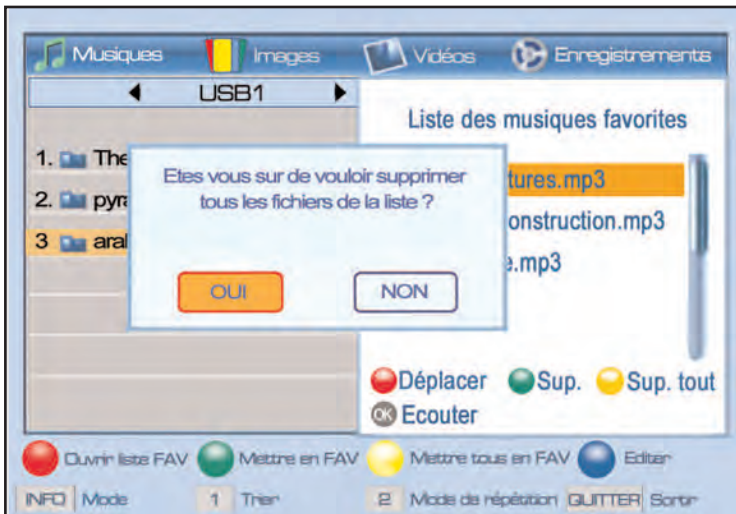 Musiques Images Vidéos Enregistrements
USB1
Liste des musiques favorites
1. The
2. pyra
3 arab
Etes vous sur de vouloir supprimer
tous les fichiers de la liste ?
OUI NON
tures.mp3
onstruction.mp3
e.mp3
Déplacer Sup. Sup. tout
OK Ecouter
Ouvrir liste FAV Mettre en FAV Mettre tous en FAV Editer
INFO Mode 1 Trier 2 Mode de répétition QUITTER Sortir